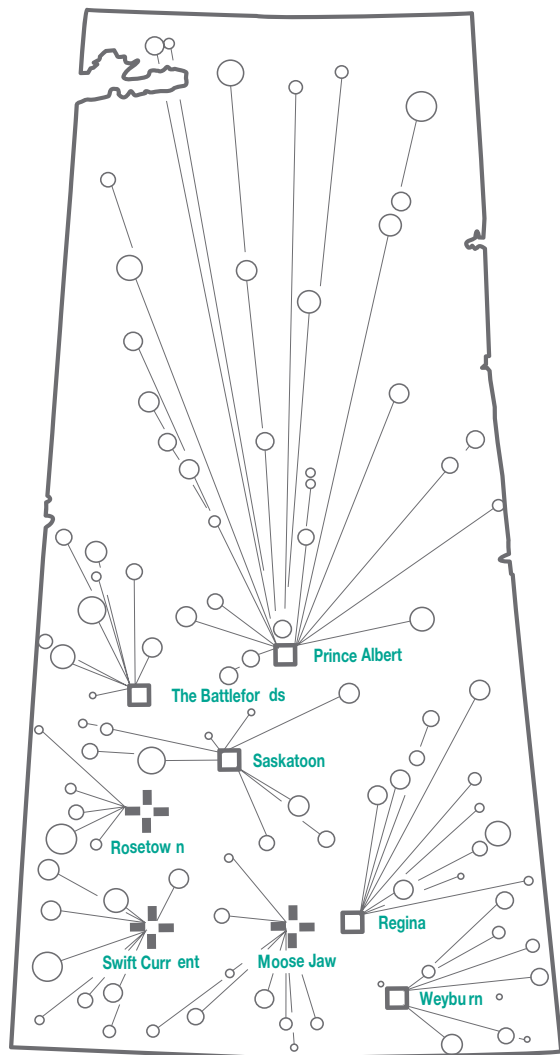 Prince Albert
The Battlefor ds
Saskatoon
Rosetow n
Regina
Swift Curr ent
Moose Jaw
Weybu rn